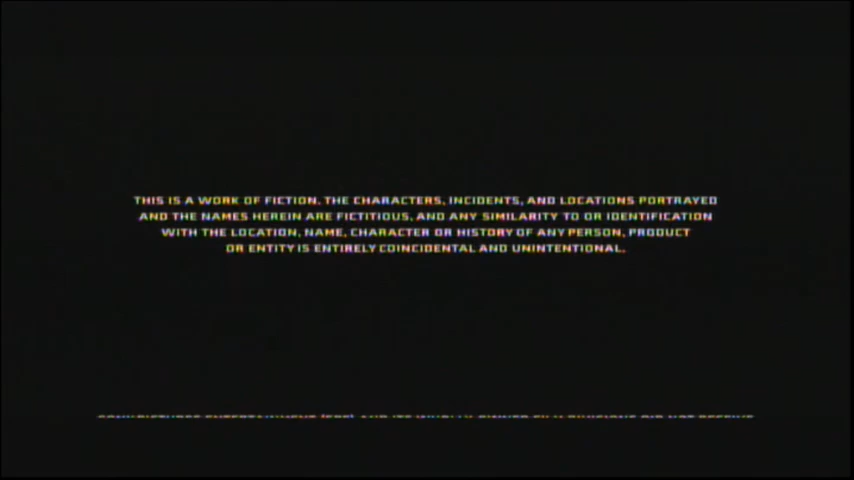 THIS IS A WORK OF FICTION. THE CHARACTERS, INCIDENTS, AND LOCATIONS PORTRAYED
AND THE NAMES HEREIN ARE FICTITIOUS, AND ANY SIMILARITY TO OR IDENTIFICATION
WITH THE LOCATION, NAME, CHARACTER OR HISTORY OF ANY PERSON, PRODUCT
OR ENTITY IS ENTIRELY COINCIDENTAL AND UNINTENTIONAL.